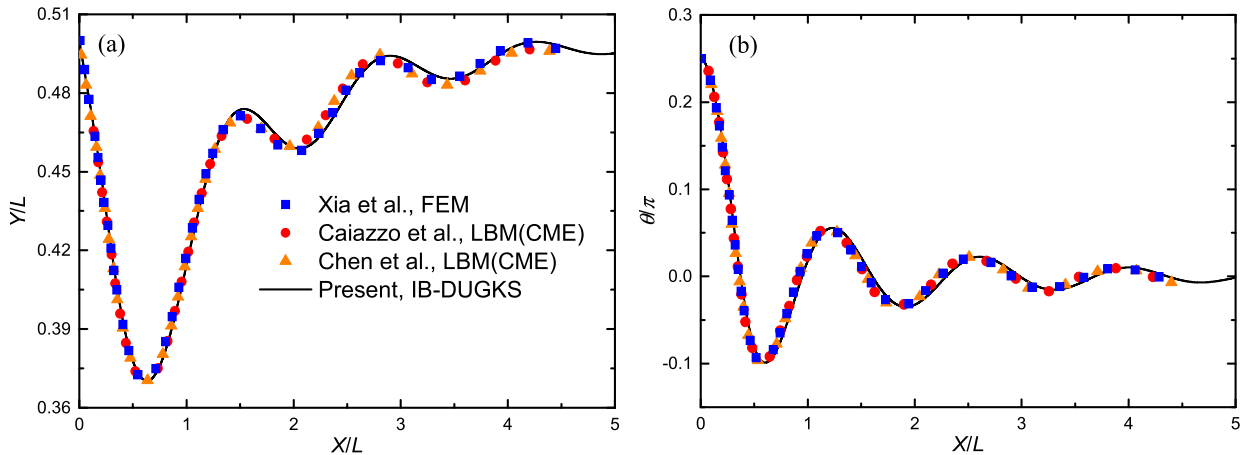 (a)
Y/L
0.51
0.48
0.45
0.42
0.39
0.36
Xia et al., FEM
Caiazzo et al., LBM(CME)
Chen et al., LBM(CME)
Present, IB-DUGKS
0 1 2 3 4 5
X/L
(b)
θ/π
0.3
0.2
0.1
0.0
-0.1
0 1 2 3 4 5
X/L